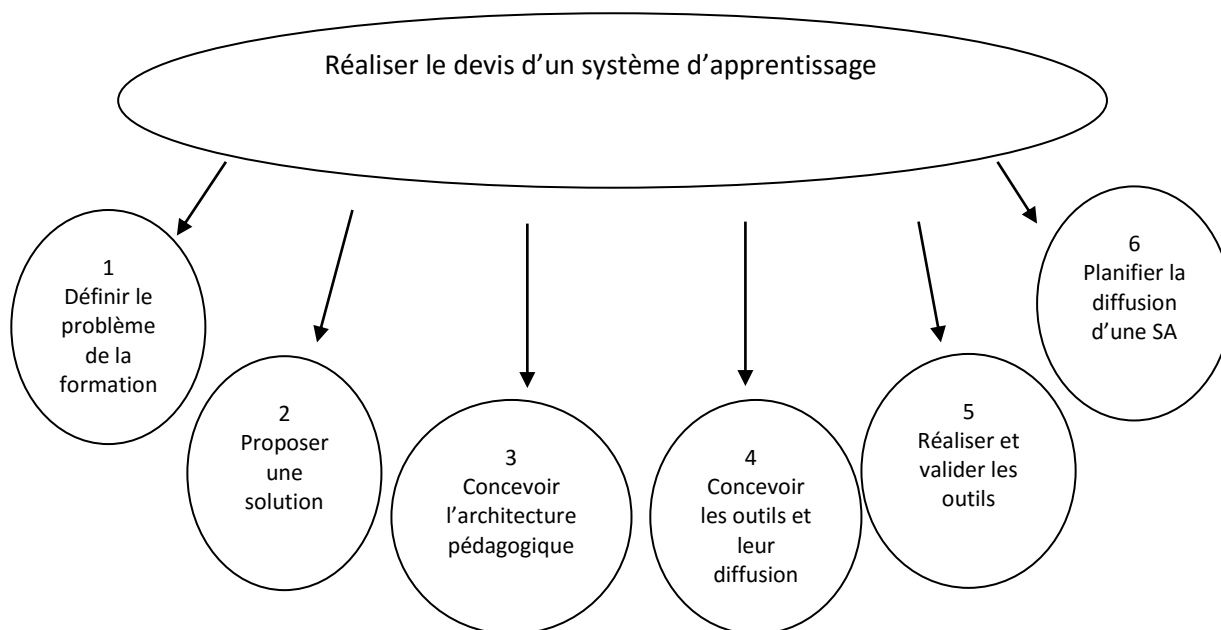 Réaliser le devis d’un système d’apprentissage
1
Définir le
problème
de la
formation
2
Proposer
une
solution
3
Concevoir
l’architecture
pédagogique
4
Concevoir
les outils et
leur
diffusion
5
Réaliser et
valider les
outils
6
Planifier la
diffusion
d’une SA